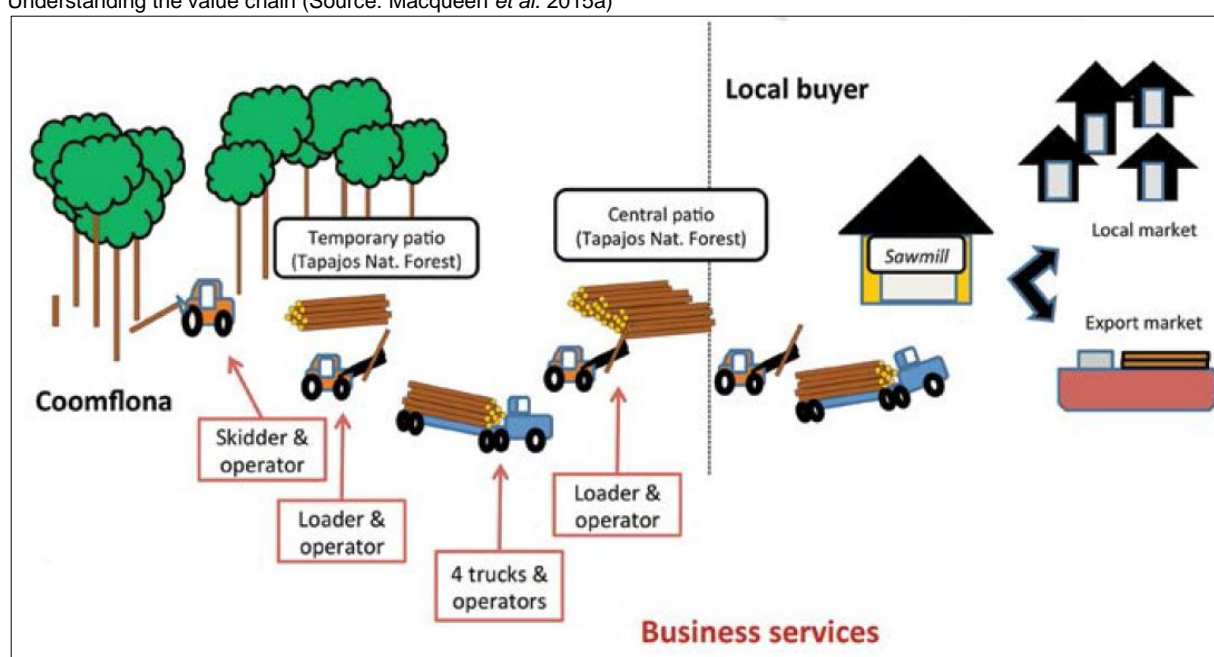 Understanding the value chain (Source: Macqueen et al. 2015a)
Local buyer
Central patio
(Tapajos Nat. Forest)
Temporary patio
(Tapajos Nat. Forest)
Local market
Sawmill
Export market
Coomflona
Skidder &
operator
Loader &
operator
4 trucks &
operators
Loader &
operator
Business services